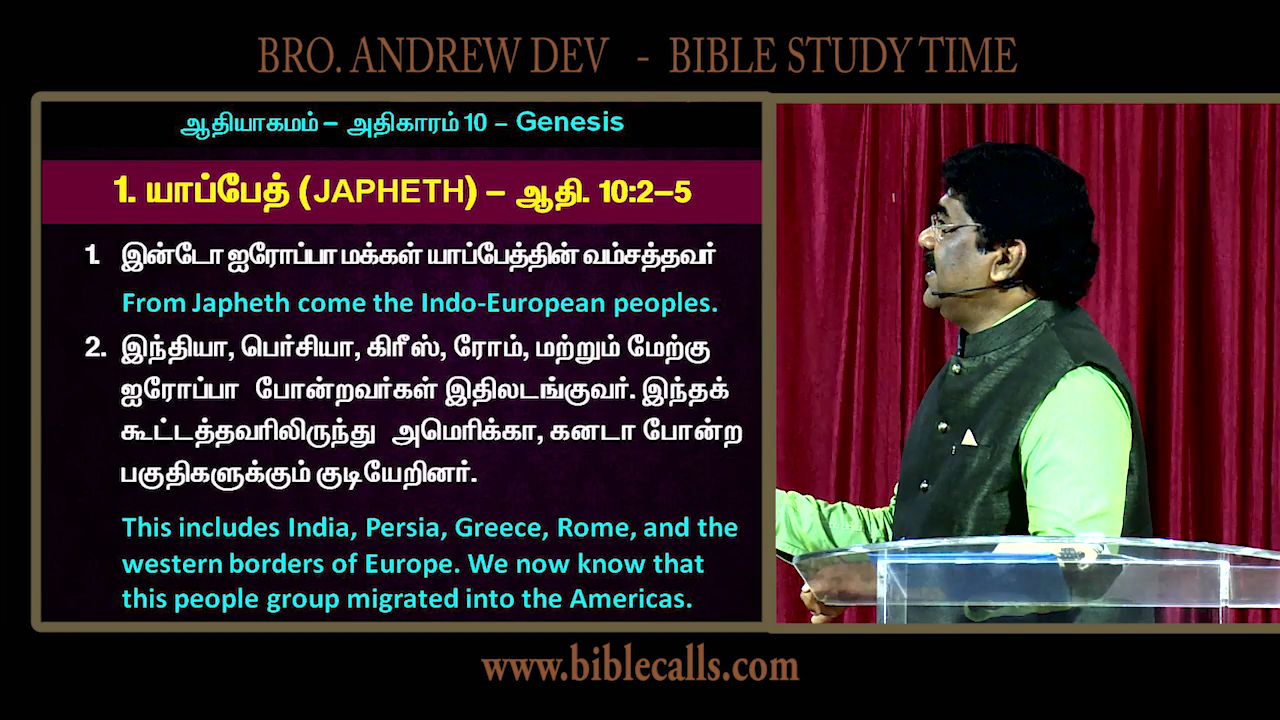 BRO. ANDREW DEV - BIBLE STUDY TIME
ஆதியாகமம் – அதிகாரம் 10 – Genesis
1. யாப்பேத் (JAPHETH) – ஆதி. 10:2–5
1. இன்டோ ஐரோப்பா மக்கள் யாப்பேத்தின் வம்சத்தவர்
From Japheth come the Indo-European peoples.
2. இந்தியா, பெர்சியா, கிரீஸ், ரோம், மற்றும் மேற்கு
ஐரோப்பா போன்றவர்கள் இதிலடங்குவர். இந்தக்
கூட்டத்தவரிலிருந்து அமெரிக்கா, கனடா போன்ற
பகுதிகளுக்கும் குடியேறினர்.
This includes India, Persia, Greece, Rome, and the
western borders of Europe. We now know that
this people group migrated into the Americas.
www.biblecalls.com